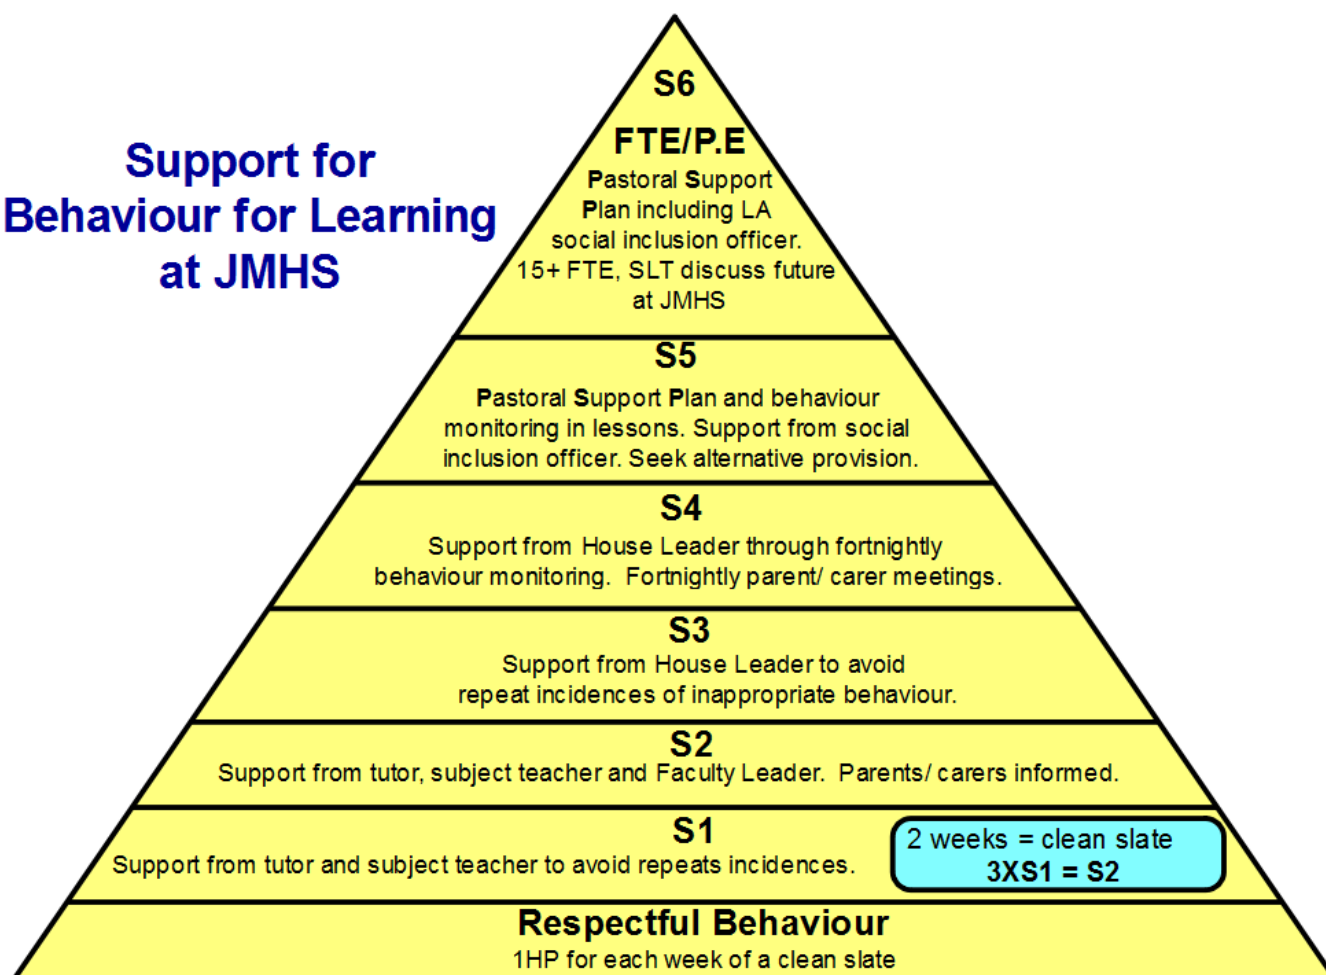 Support for
Behaviour for Learning
at JMHS
S6
FTE/P.E
Pastoral Support
Plan including LA
social inclusion officer.
15+ FTE, SLT discuss future
at JMHS
S5
Pastoral Support Plan and behaviour
monitoring in lessons. Support from social
inclusion officer. Seek alternative provision.
S4
Support from House Leader through fortnightly
behaviour monitoring.  Fortnightly parent/ carer meetings.
S3
Support from House Leader to avoid
repeat incidences of inappropriate behaviour.
S2
Support from tutor, subject teacher and Faculty Leader.  Parents/ carers informed.
S1
Support from tutor and subject teacher to avoid repeats incidences.
2 weeks = clean slate
3XS1 = S2
Respectful Behaviour
1HP for each week of a clean slate